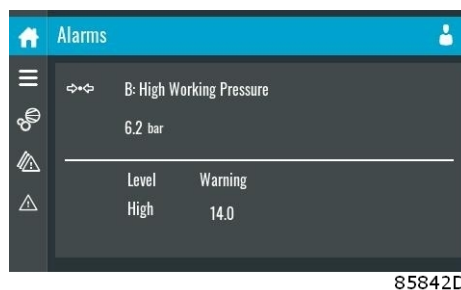 Alarms
B: High Working Pressure
6.2 bar
Level Warning
High 14.0
85842D